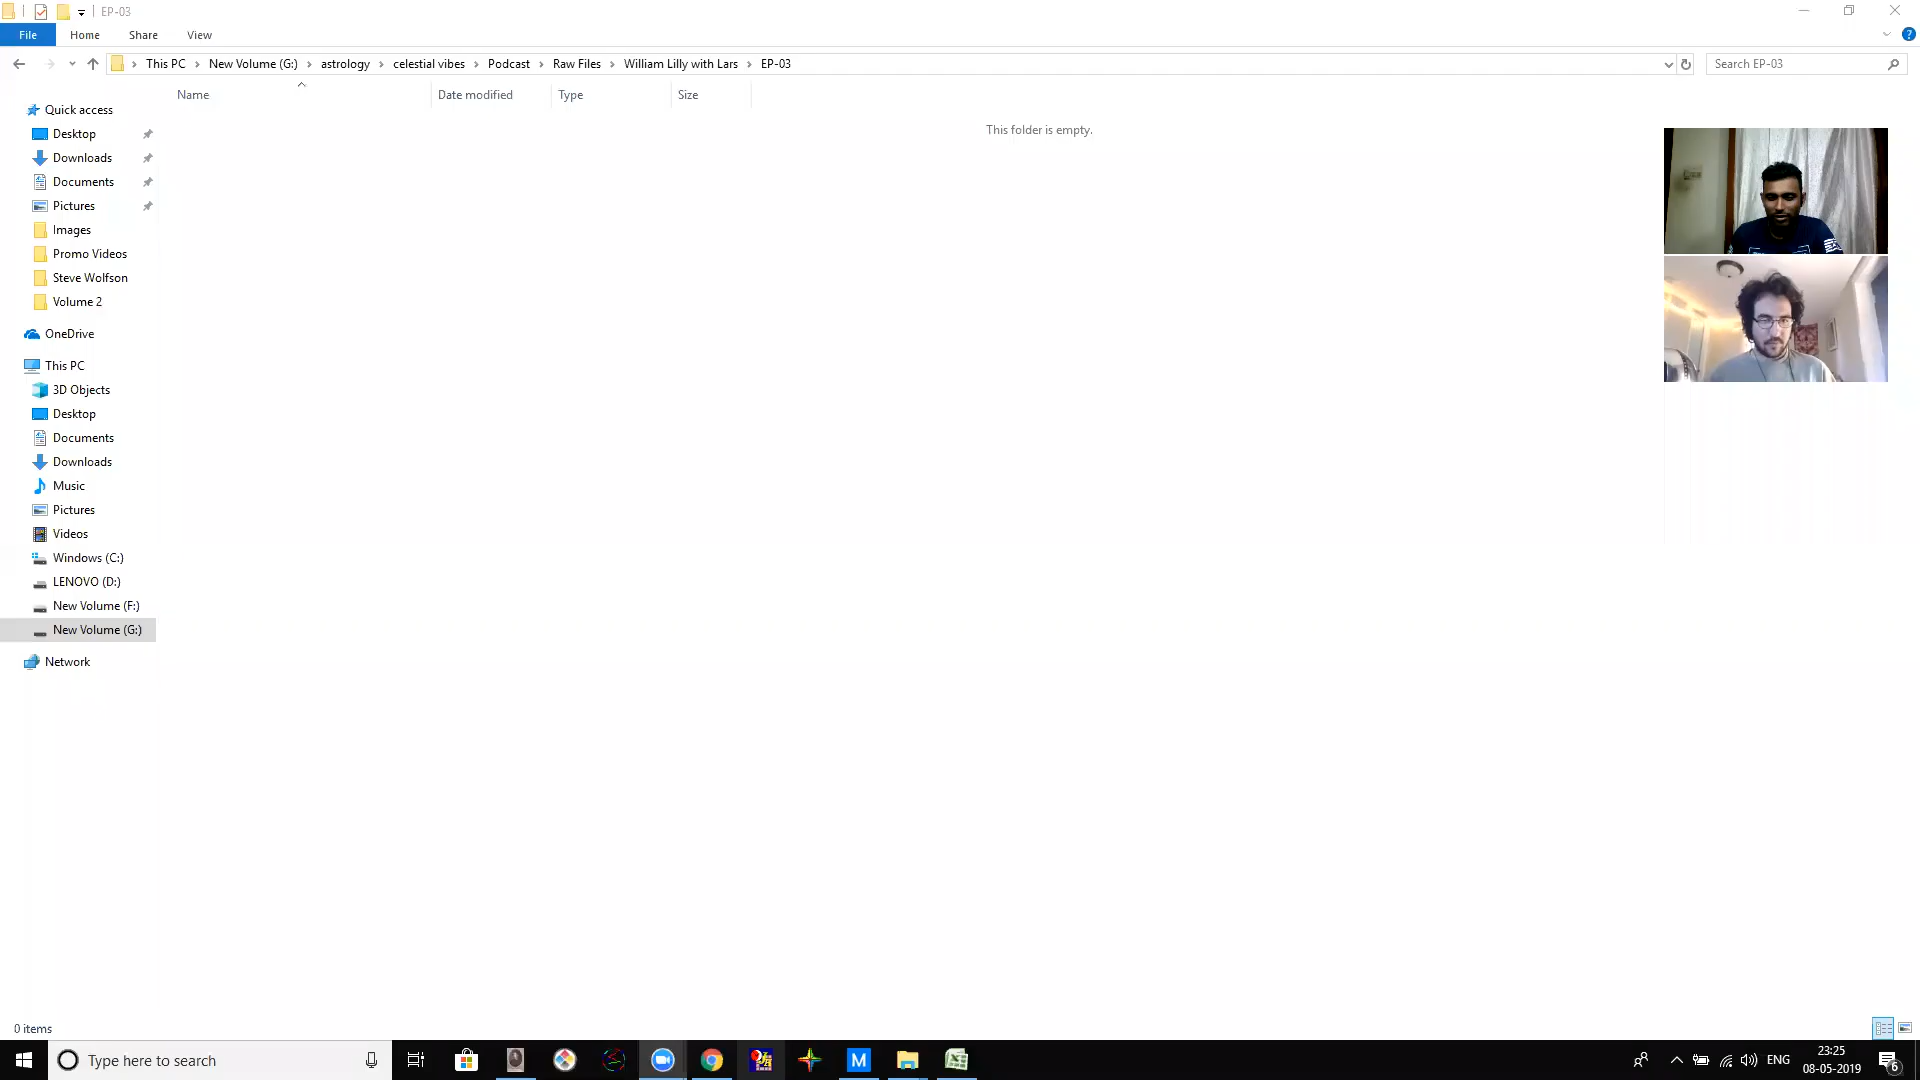 EP-03
File Home Share View
This PC New Volume (G:) astrology celestial vibes Podcast Raw Files William Lilly with Lars EP-03
Search EP-03
Name Date modified Type Size
This folder is empty.
Quick access
Desktop
Downloads
Documents
Pictures
Images
Promo Videos
Steve Wolfson
Volume 2
OneDrive
This PC
3D Objects
Desktop
Documents
Downloads
Music
Pictures
Videos
Windows (C:)
LENOVO (D:)
New Volume (F:)
New Volume (G:)
Network
0 items
Type here to search
M
ENG
23:25
08-05-2019
6